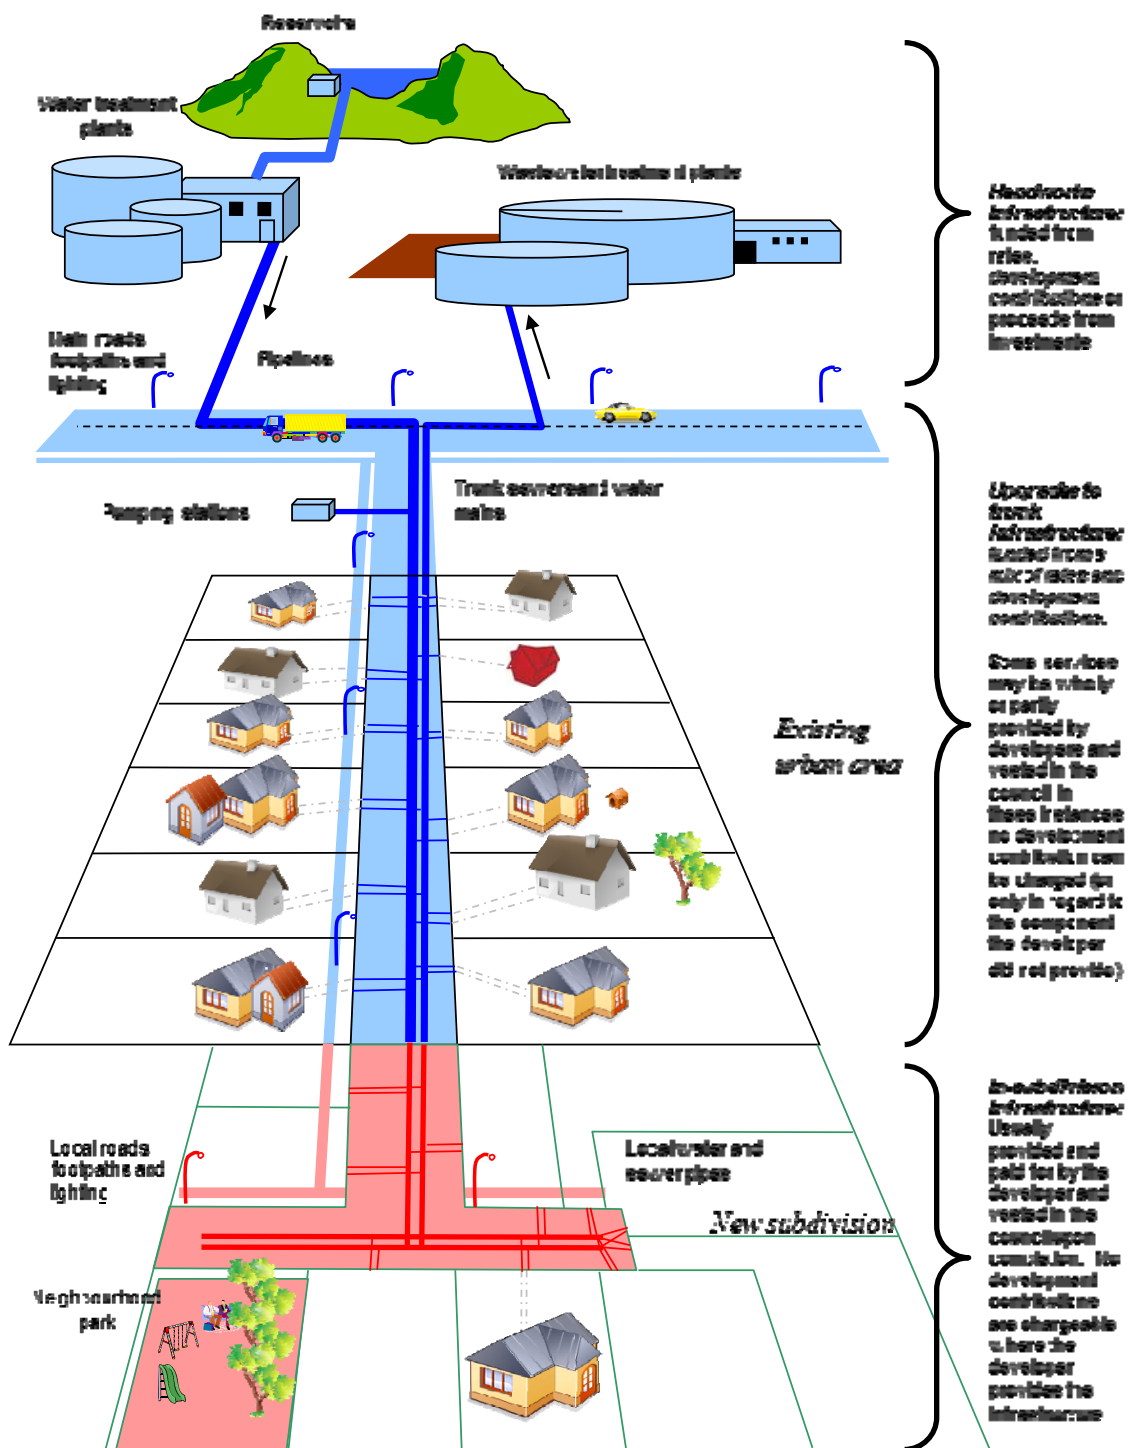 Reservoirs
Water treatment
plants
Wastewater treatment plants
Headworks
infrastructure:
funded from
rates,
developers
contributions or
proceeds from
investments
Main roads
footpaths and
lighting
Pipelines
Pumping stations
Trunk sewers and water
mains
Upgrade to
trunk
infrastructure:
funded from a
mix of rates and
developers
contributions.
Some services
may be wholly
or partly
provided by
developers and
vested in the
council. In
these instances
no development
contribution can
be charged (or
only in regard to
the component
the developer
did not provide)
Existing
urban area
In-subdivision
infrastructure:
Usually
provided and
paid for by the
developer and
vested in the
council upon
completion. No
development
contributions
are chargeable
where the
developer
provides the
infrastructure
Local roads
footpaths and
lighting
Local water and
sewer pipes
New subdivision
Neighbourhood
park